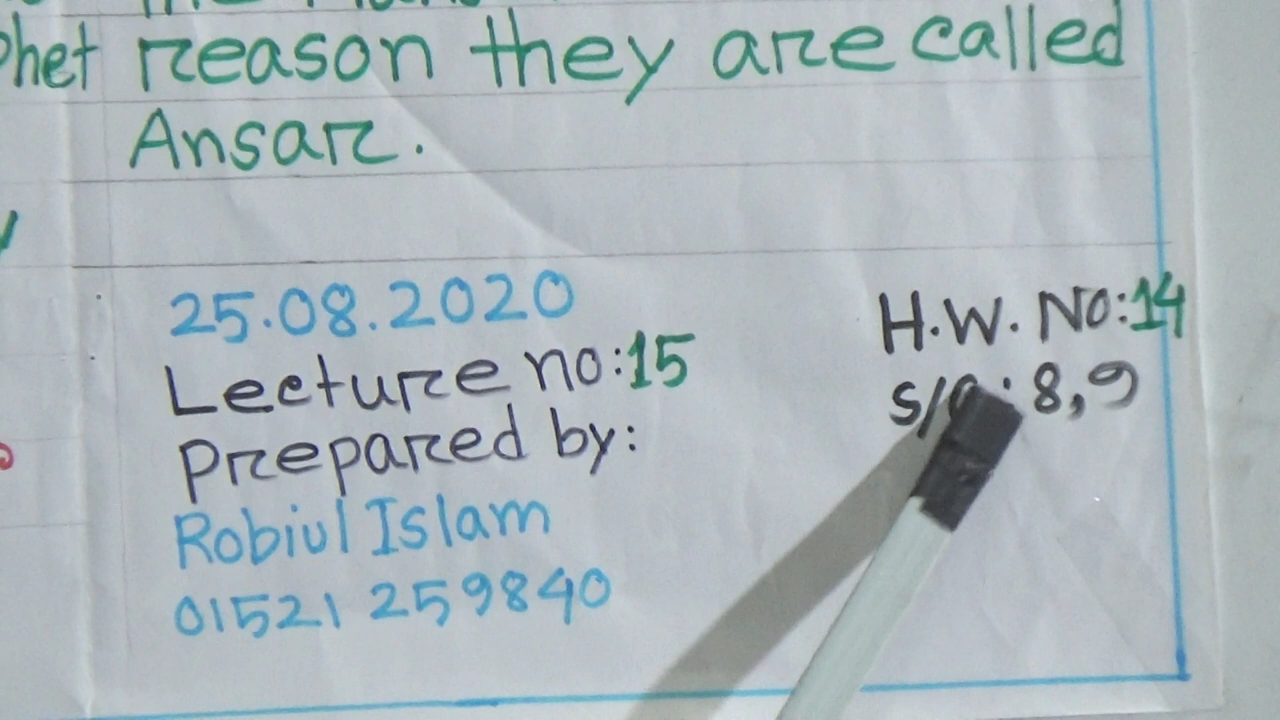 reason they are called
Ansar.
25.08.2020
Lecture no:15
Prepared by:
Robiul Islam
01521 259840
H.W. No:14
8,9